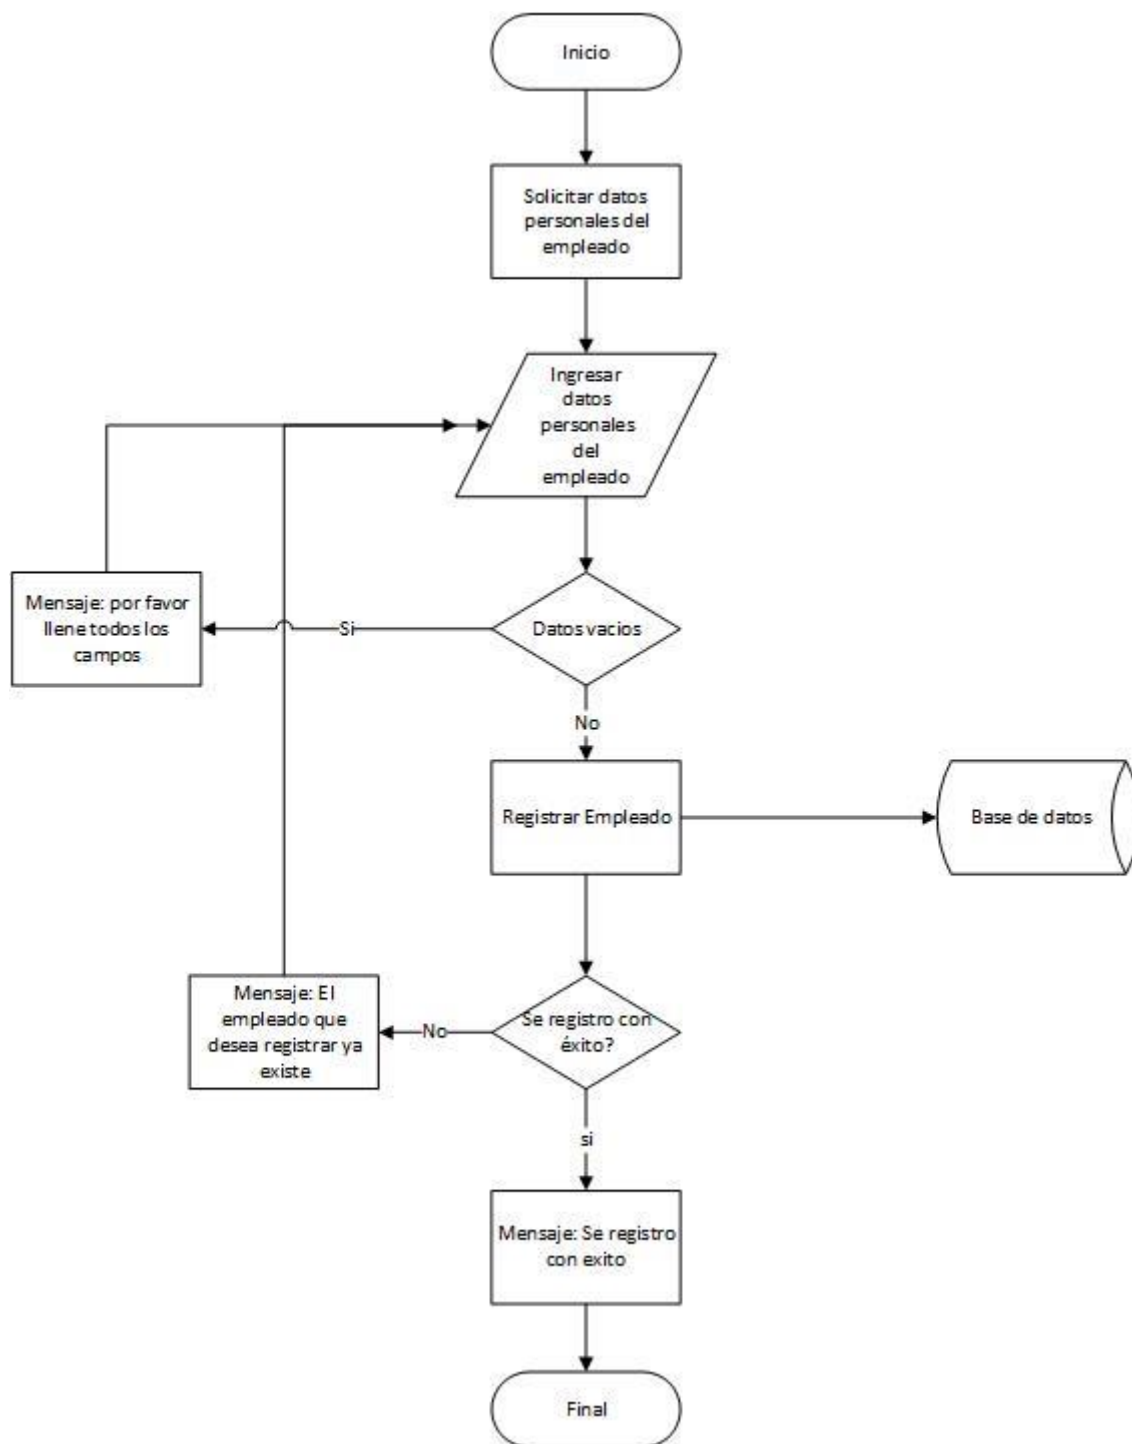 Inicio
Solicitar datos
personales del
empleado
Ingresar
datos
personales
del
empleado
Mensaje: por favor
llene todos los
campos
Si
Datos vacios
No
Registrar Empleado
Base de datos
Mensaje: El
empleado que
desea registrar ya
existe
No
Se registro con
éxito?
si
Mensaje: Se registro
con exito
Final